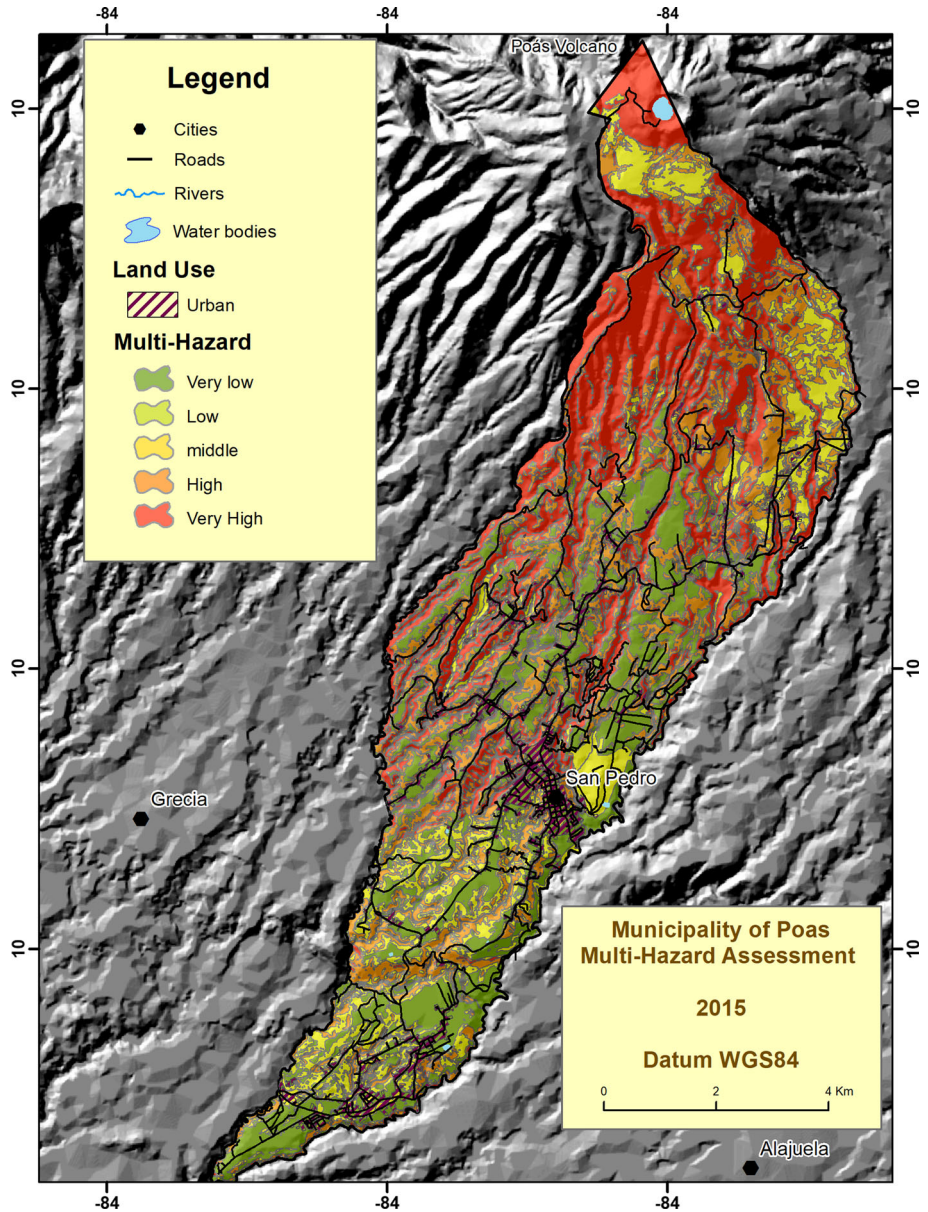 -84 -84 -84
Poás Volcano
Legend
Cities
Roads
Rivers
Water bodies
Land Use
Urban
Multi-Hazard
Very low
Low
middle
High
Very High
10 10
10 10
10 10
San Pedro
Grecia
10 10
Municipality of Poas
Multi-Hazard Assessment
2015
Datum WGS84
0 2 4 Km
Alajuela
-84 -84 -84